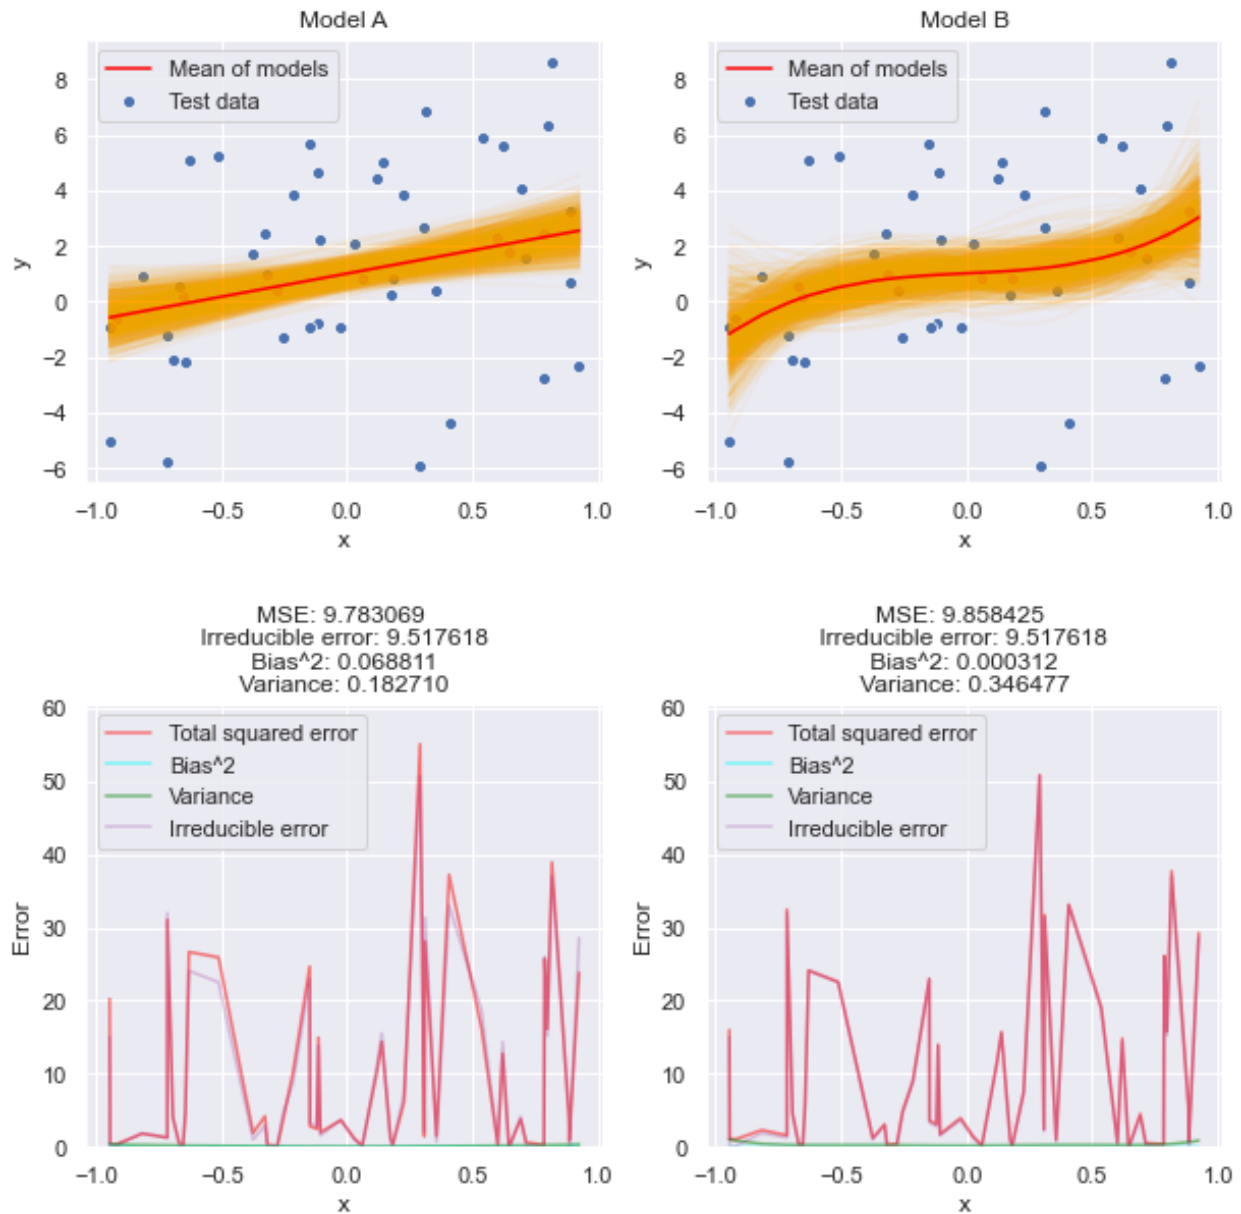 Model A
Mean of models
Test data
8
6
4
2
0
−2
−4
−6
y
−1.0 −0.5 0.0 0.5 1.0
x
Model B
Mean of models
Test data
8
6
4
2
0
−2
−4
−6
y
−1.0 −0.5 0.0 0.5 1.0
x
MSE: 9.783069
Irreducible error: 9.517618
Bias^2: 0.068811
Variance: 0.182710
Total squared error
Bias^2
Variance
Irreducible error
60
50
40
30
20
10
0
Error
−1.0 −0.5 0.0 0.5 1.0
x
MSE: 9.858425
Irreducible error: 9.517618
Bias^2: 0.000312
Variance: 0.346477
Total squared error
Bias^2
Variance
Irreducible error
60
50
40
30
20
10
0
Error
−1.0 −0.5 0.0 0.5 1.0
x